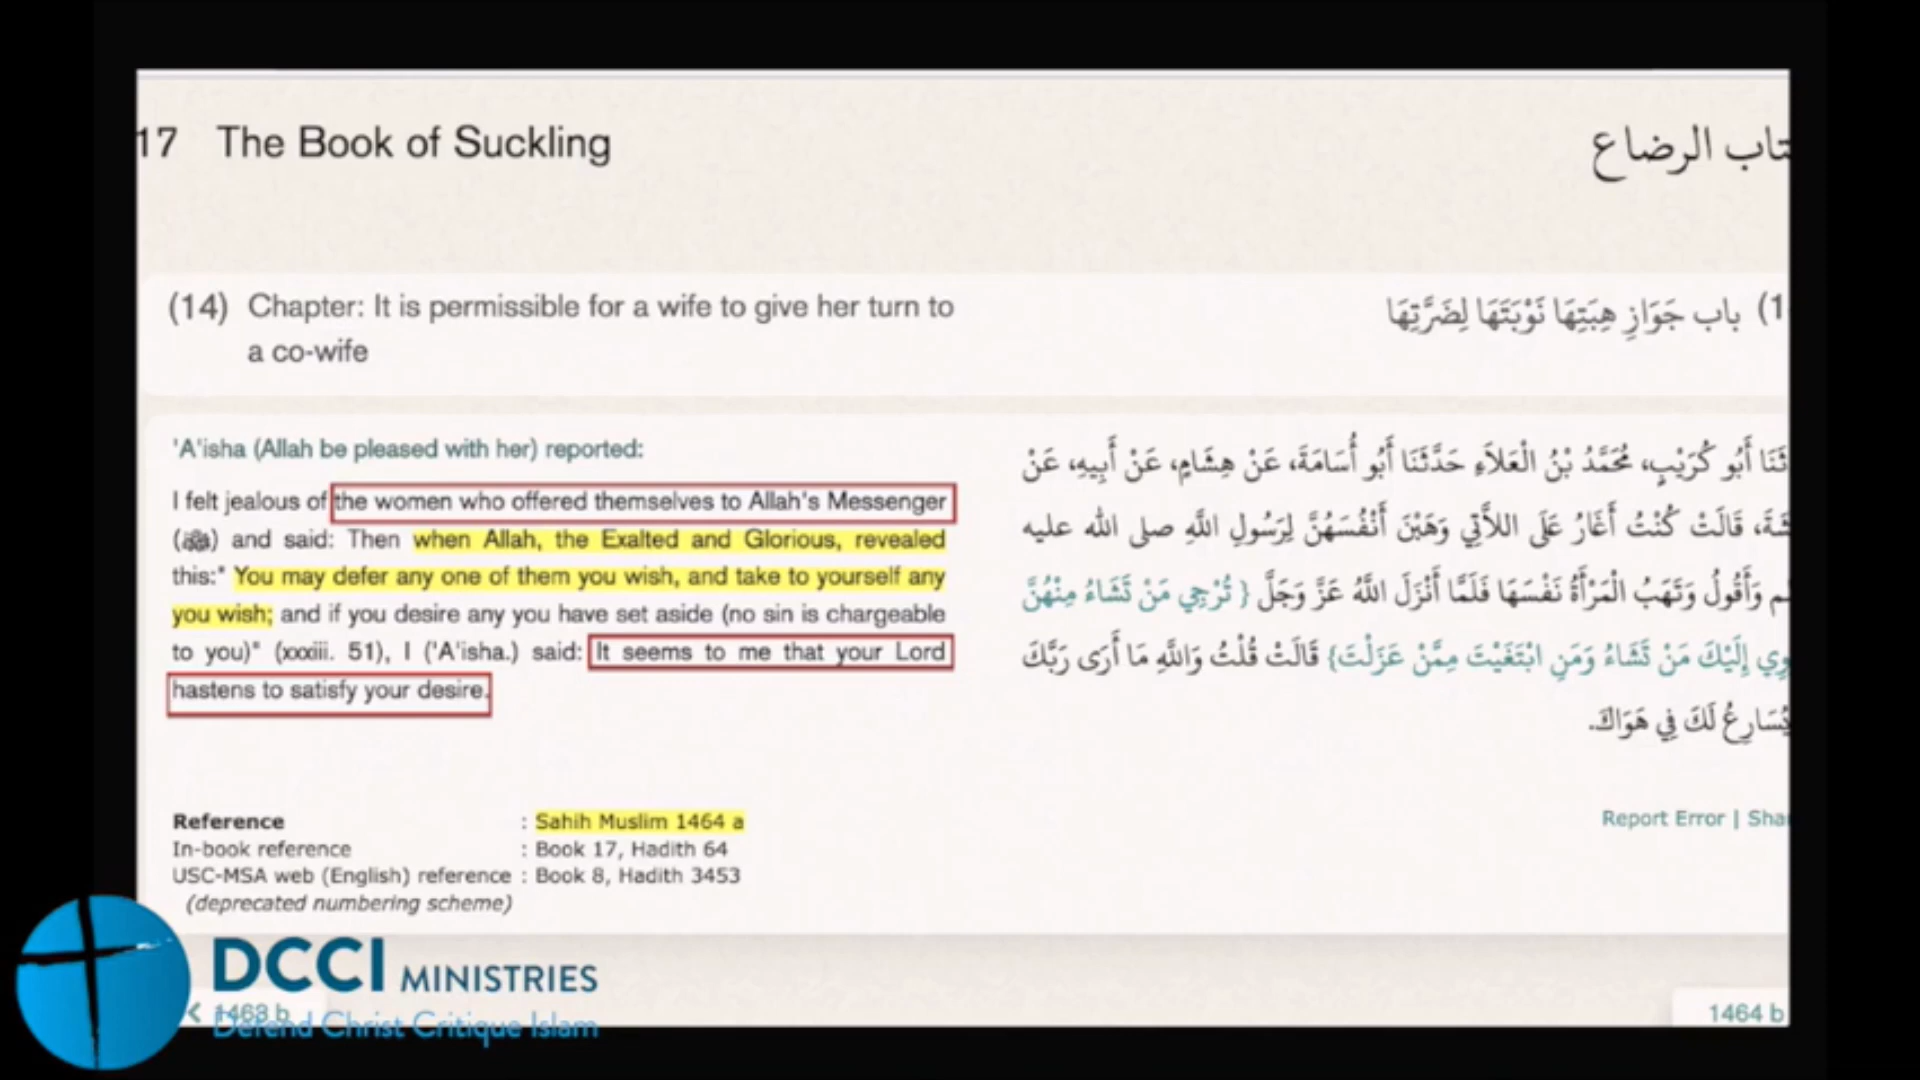 17 The Book of Suckling
تاب الرضاع
(14) Chapter: It is permissible for a wife to give her turn to
a co-wife
(1 باب جَوَازِ هِبَتِهَا نَوْبَتَهَا لِضَرَّتِهَا
'A'isha (Allah be pleased with her) reported:
I felt jealous of the women who offered themselves to Allah's Messenger
(ﷺ) and said: Then when Allah, the Exalted and Glorious, revealed
this:" You may defer any one of them you wish, and take to yourself any
you wish; and if you desire any you have set aside (no sin is chargeable
to you)" (xxxiii. 51), I ('A'isha.) said: It seems to me that your Lord
hastens to satisfy your desire.
ثَنَا أَبُو كُرَيْبٍ، مُحَمَّدُ بْنُ الْعَلاَءِ حَدَّثَنَا أَبُو أُسَامَةَ، عَنْ هِشَامٍ، عَنْ أَبِيهِ، عَنْ
شَةَ، قَالَتْ كُنْتُ أَغَارُ عَلَى اللاَّتِي وَهَبْنَ أَنْفُسَهُنَّ لِرَسُولِ اللَّهِ صلى الله عليه
م وَأَقُولُ وَتَهَبُ الْمَرْأَةُ نَفْسَهَا فَلَمَّا أَنْزَلَ اللَّهُ عَزَّ وَجَلَّ { تُرْجِي مَنْ تَشَاءُ مِنْهُنَّ
وِي إِلَيْكَ مَنْ تَشَاءُ وَمَنِ ابْتَغَيْتَ مِمَّنْ عَزَلْتَ} قَالَتْ قُلْتُ وَاللَّهِ مَا أَرَى رَبَّكَ
يُسَارِعُ لَكَ فِي هَوَاكَ.
Reference : Sahih Muslim 1464 a
In-book reference : Book 17, Hadith 64
USC-MSA web (English) reference : Book 8, Hadith 3453
(deprecated numbering scheme)
Report Error | Sha
DCCI MINISTRIES
Defend Christ Critique Islam
1463 b
1464 b